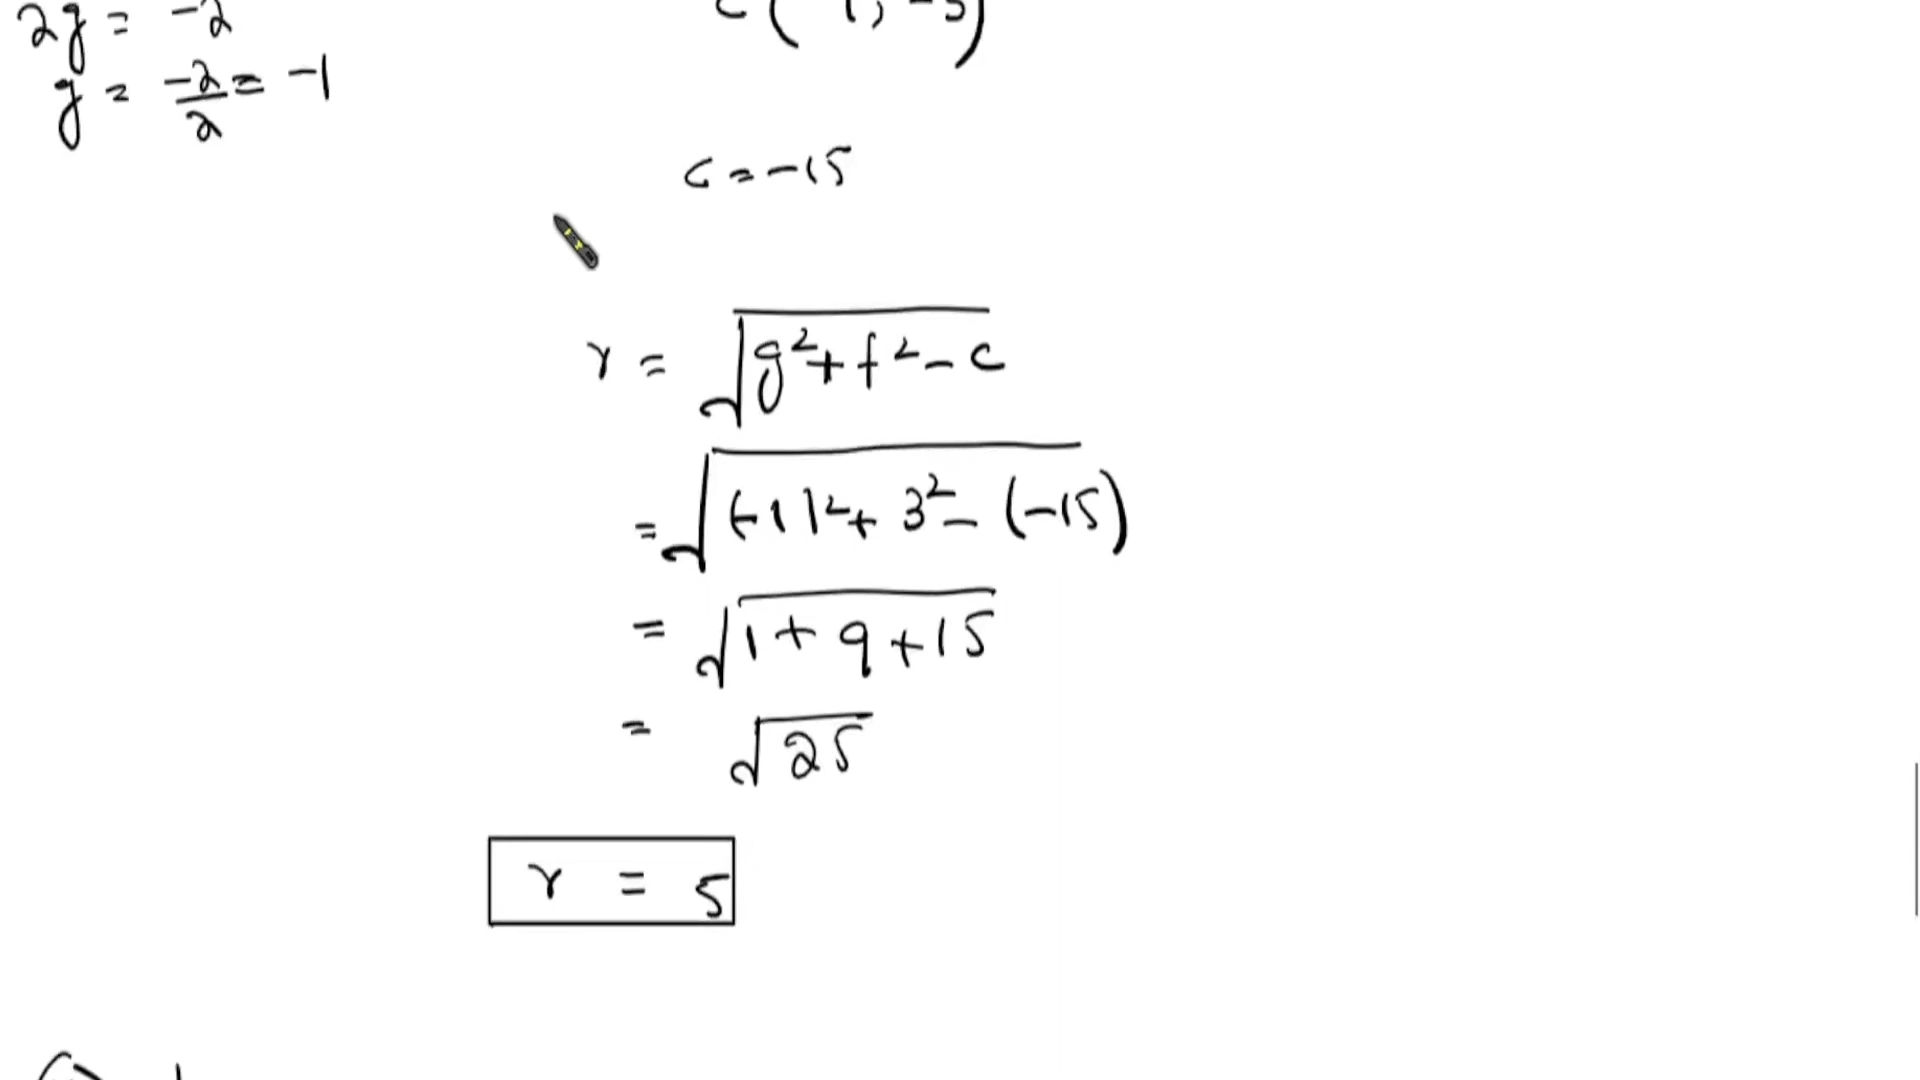 2g = -2
g = -2/2 = -1
c = -15
r = √g²+f²-c
= √(-1)²+ 3²- (-15)
= √1+ 9 +15
= √25
r = 5